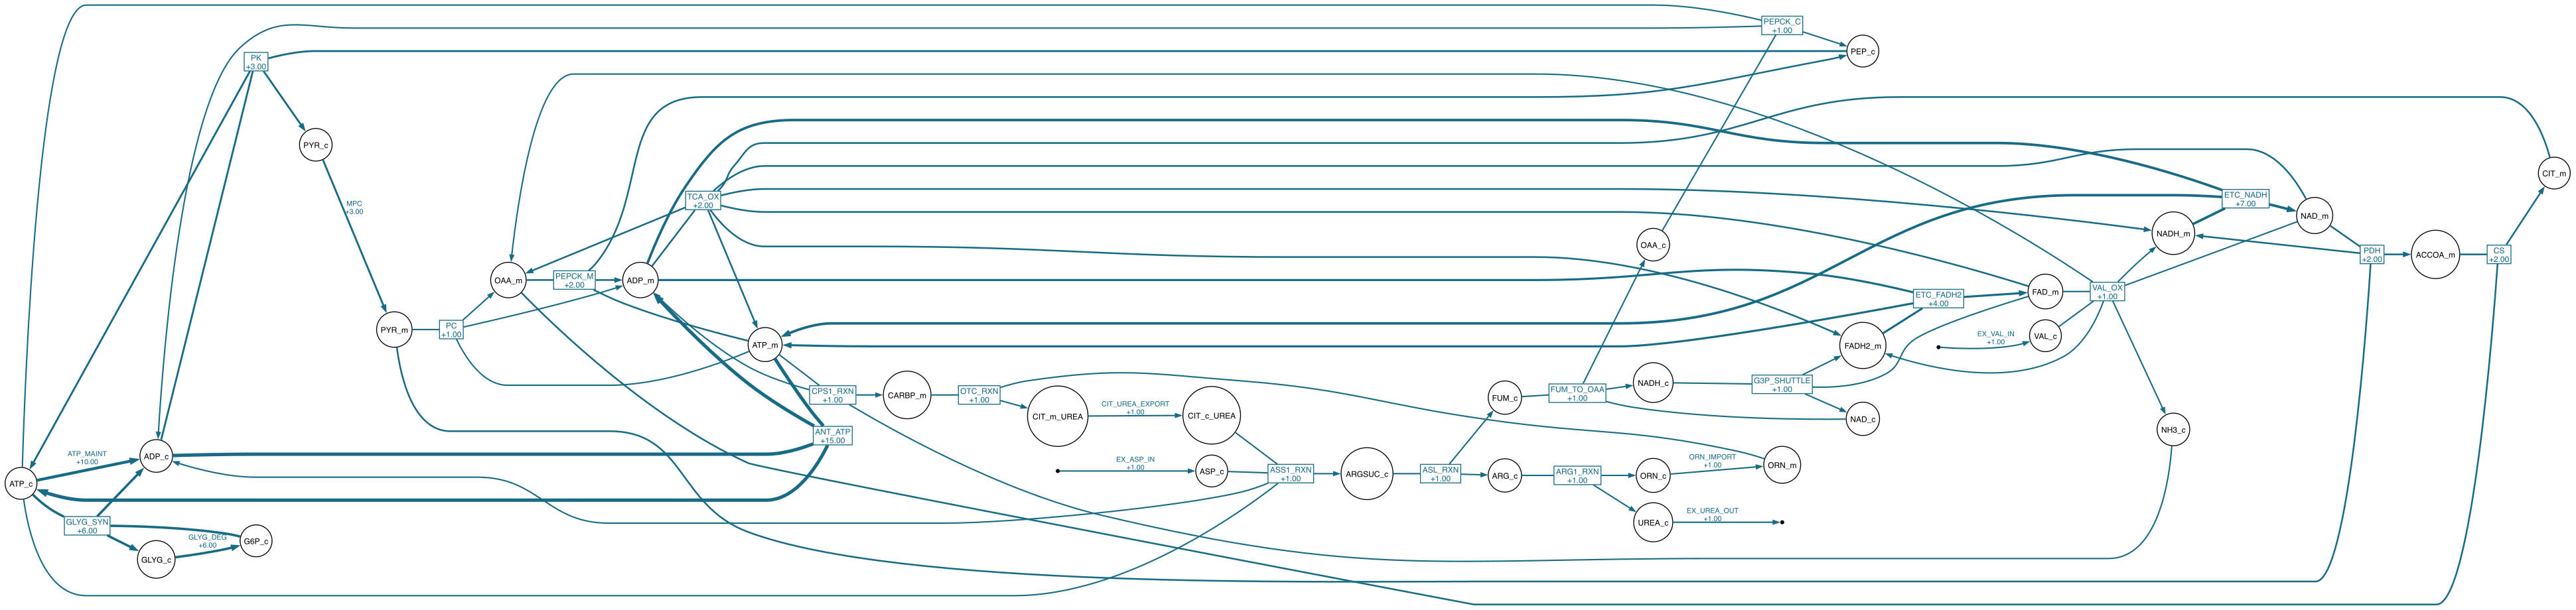 PEPCK_C
+1.00
PEP_c
PK
+3.00
PYR_c
MPC
+3.00
CIT_m
TCA_OX
+2.00
ETC_NADH
+7.00
NAD_m
NADH_m
OAA_c
PDH
+2.00
ACCOA_m
CS
+2.00
OAA_m
PEPCK_M
+2.00
ADP_m
ETC_FADH2
+4.00
FAD_m
VAL_OX
+1.00
PYR_m
PC
+1.00
EX_VAL_IN
+1.00
VAL_c
ATP_m
FADH2_m
CPS1_RXN
+1.00
CARBP_m
OTC_RXN
+1.00
CIT_m_UREA
CIT_UREA_EXPORT
+1.00
CIT_c_UREA
FUM_c
FUM_TO_OAA
+1.00
NADH_c
G3P_SHUTTLE
+1.00
NAD_c
NH3_c
ANT_ATP
+15.00
ATP_MAINT
+10.00
ADP_c
ATP_c
EX_ASP_IN
+1.00
ASP_c
ASS1_RXN
+1.00
ARGSUC_c
ASL_RXN
+1.00
ARG_c
ARG1_RXN
+1.00
ORN_c
ORN_IMPORT
+1.00
ORN_m
GLYG_SYN
+6.00
GLYG_c
GLYG_DEG
+6.00
G6P_c
UREA_c
EX_UREA_OUT
+1.00